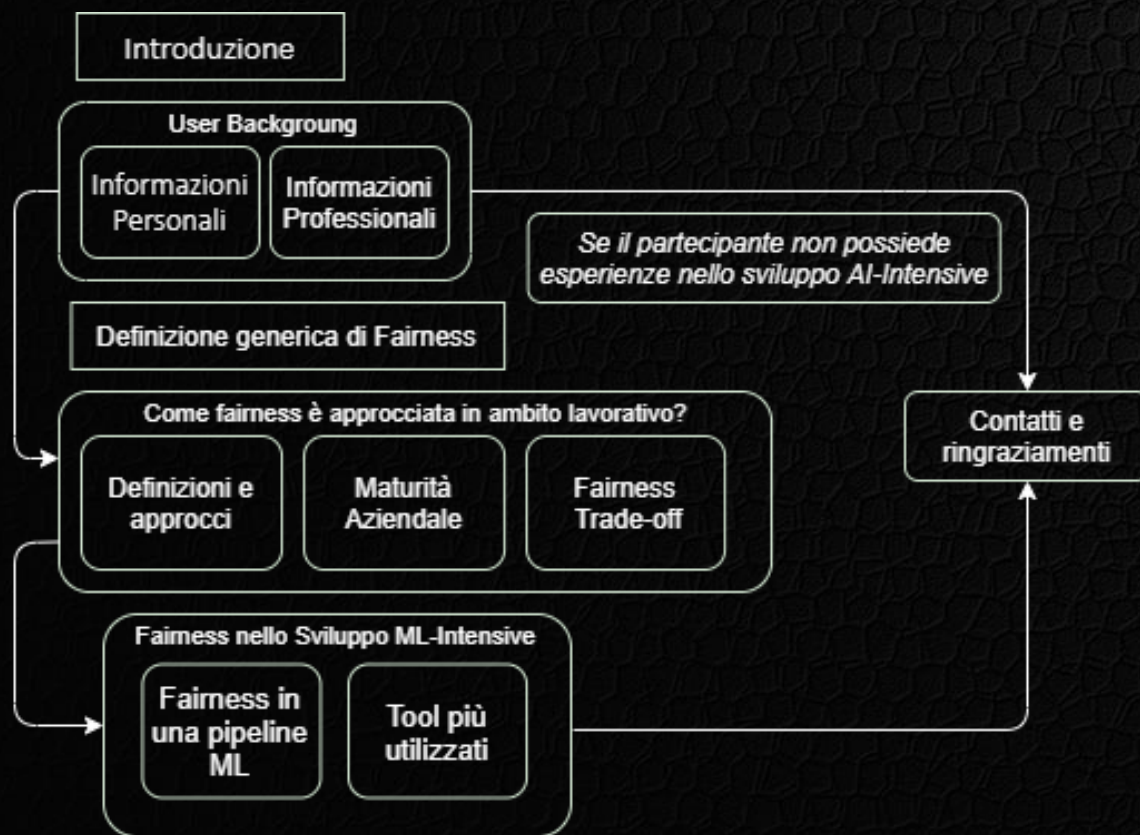 Introduzione
User Backgroung
Informazioni
Personali
Informazioni
Professionali
Se il partecipante non possiede
esperienze nello sviluppo AI-Intensive
Definizione generica di Fairness
Come fairness è approcciata in ambito lavorativo?
Definizioni e
approcci
Maturità
Aziendale
Fairness
Trade-off
Contatti e
ringraziamenti
Fairness nello Sviluppo ML-Intensive
Fairness in
una pipeline
ML
Tool più
utilizzati